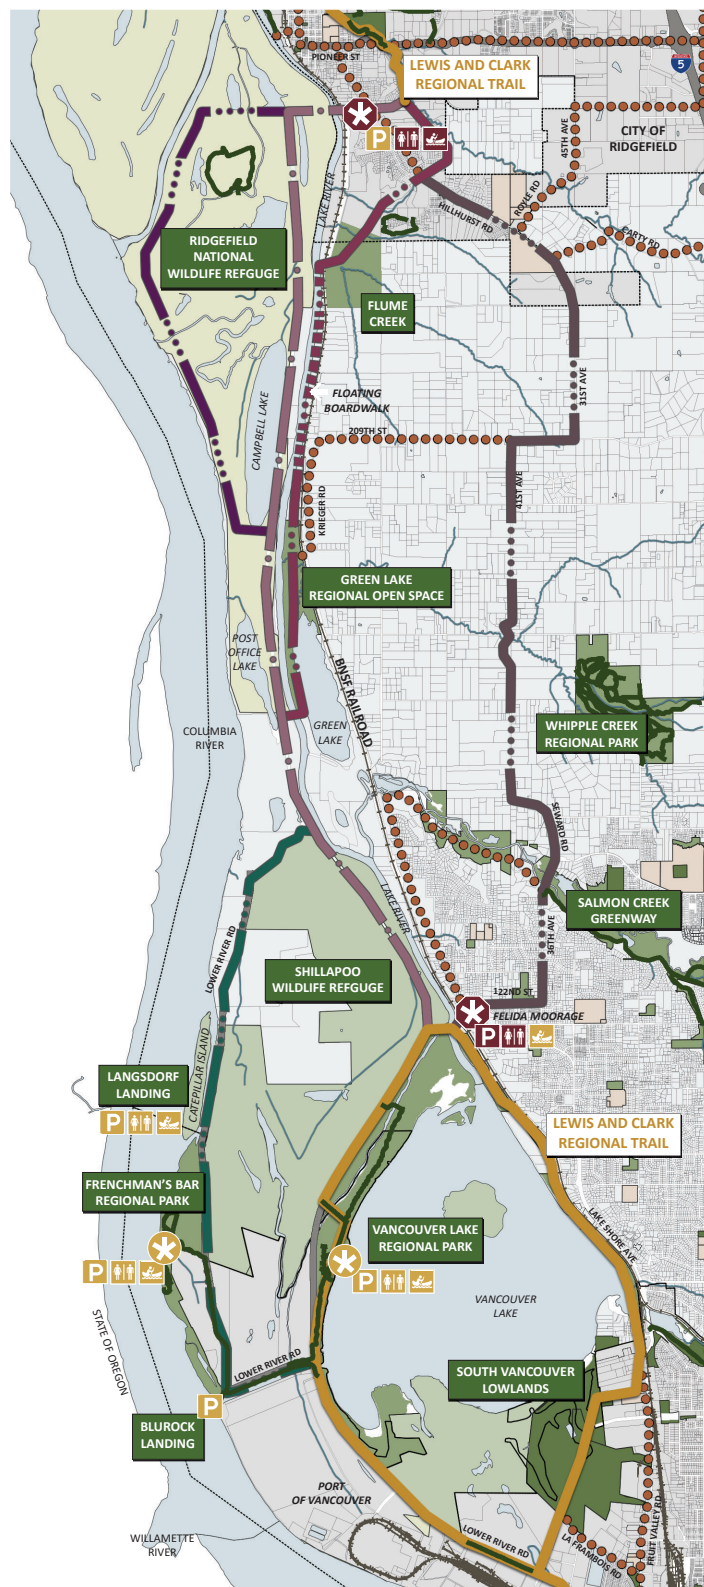 PIONEER ST
LEWIS AND CLARK
REGIONAL TRAIL
5
P
CITY OF
RIDGEFIELD
45TH AVE
ROYLE RD
HILLHURST RD
CARTY RD
LAKE RIVER
RIDGEFIELD
NATIONAL
WILDLIFE REFGUGE
FLUME
CREEK
31ST AVE
FLOATING
BOARDWALK
CAMPBELL LAKE
209TH ST
41ST AVE
KRIEGER RD
GREEN LAKE
REGIONAL OPEN SPACE
POST
OFFICE
LAKE
BNSF RAILROAD
COLUMBIA
RIVER
GREEN
LAKE
WHIPPLE CREEK
REGIONAL PARK
SEWARD RD
LAKE RIVER
SALMON CREEK
GREENWAY
36TH AVE
LOWER RIVER RD
SHILLAPOO
WILDLIFE REFGUGE
122ND ST
FELIDA MOORAGE
P
CATEPILLAR ISLAND
LANGSDORF
LANDING
P
LEWIS AND CLARK
REGIONAL TRAIL
FRENCHMAN'S BAR
REGIONAL PARK
P
VANCOUVER LAKE
REGIONAL PARK
P
LAKE SHORE AVE
VANCOUVER
LAKE
STATE OF OREGON
LOWER RIVER RD
SOUTH VANCOUVER
LOWLANDS
P
BLUROCK
LANDING
PORT
OF VANCOUVER
WILLAMETTE
RIVER
LOWER RIVER RD
LA FRAMBOIS RD
FRUIT VALLEY RD